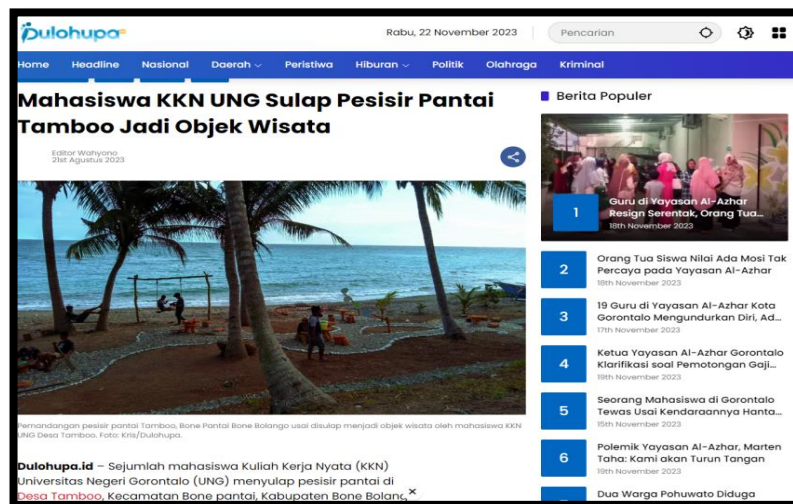 Dulohupa
Rabu, 22 November 2023
Pencarian
Home Headline Nasional Daerah Peristiwa Hiburan Politik Olahraga Kriminal
Mahasiswa KKN UNG Sulap Pesisir Pantai
Tamboo Jadi Objek Wisata
Editor Wahyono
21st Agustus 2023
Pemandangan pesisir pantai Tamboo, Bone Pantai Bone Bolango usai disulap menjadi objek wisata oleh mahasiswa KKN
UNG Desa Tamboo. Foto: Kris/Dulohupa.
Dulohupa.id – Sejumlah mahasiswa Kuliah Kerja Nyata (KKN)
Universitas Negeri Gorontalo (UNG) menyulap pesisir pantai di
Desa Tamboo, Kecamatan Bone pantai, Kabupaten Bone
Berita Populer
1
Guru di Yayasan Al-Azhar
Resign Serentak, Orang Tua...
18th November 2023
2
Orang Tua Siswa Nilai Ada Mosi Tak
Percaya pada Yayasan Al-Azhar
18th November 2023
3
19 Guru di Yayasan Al-Azhar Kota
Gorontalo Mengundurkan Diri, Ad...
17th November 2023
4
Ketua Yayasan Al-Azhar Gorontalo
Klarifikasi soal Pemotongan Gaji...
19th November 2023
5
Seorang Mahasiswa di Gorontalo
Tewas Usai Kendaraannya Hanta...
15th November 2023
6
Polemik Yayasan Al-Azhar, Marten
Taha: Kami akan Turun Tangan
19th November 2023
Dua Warga Pohuwato Diduga